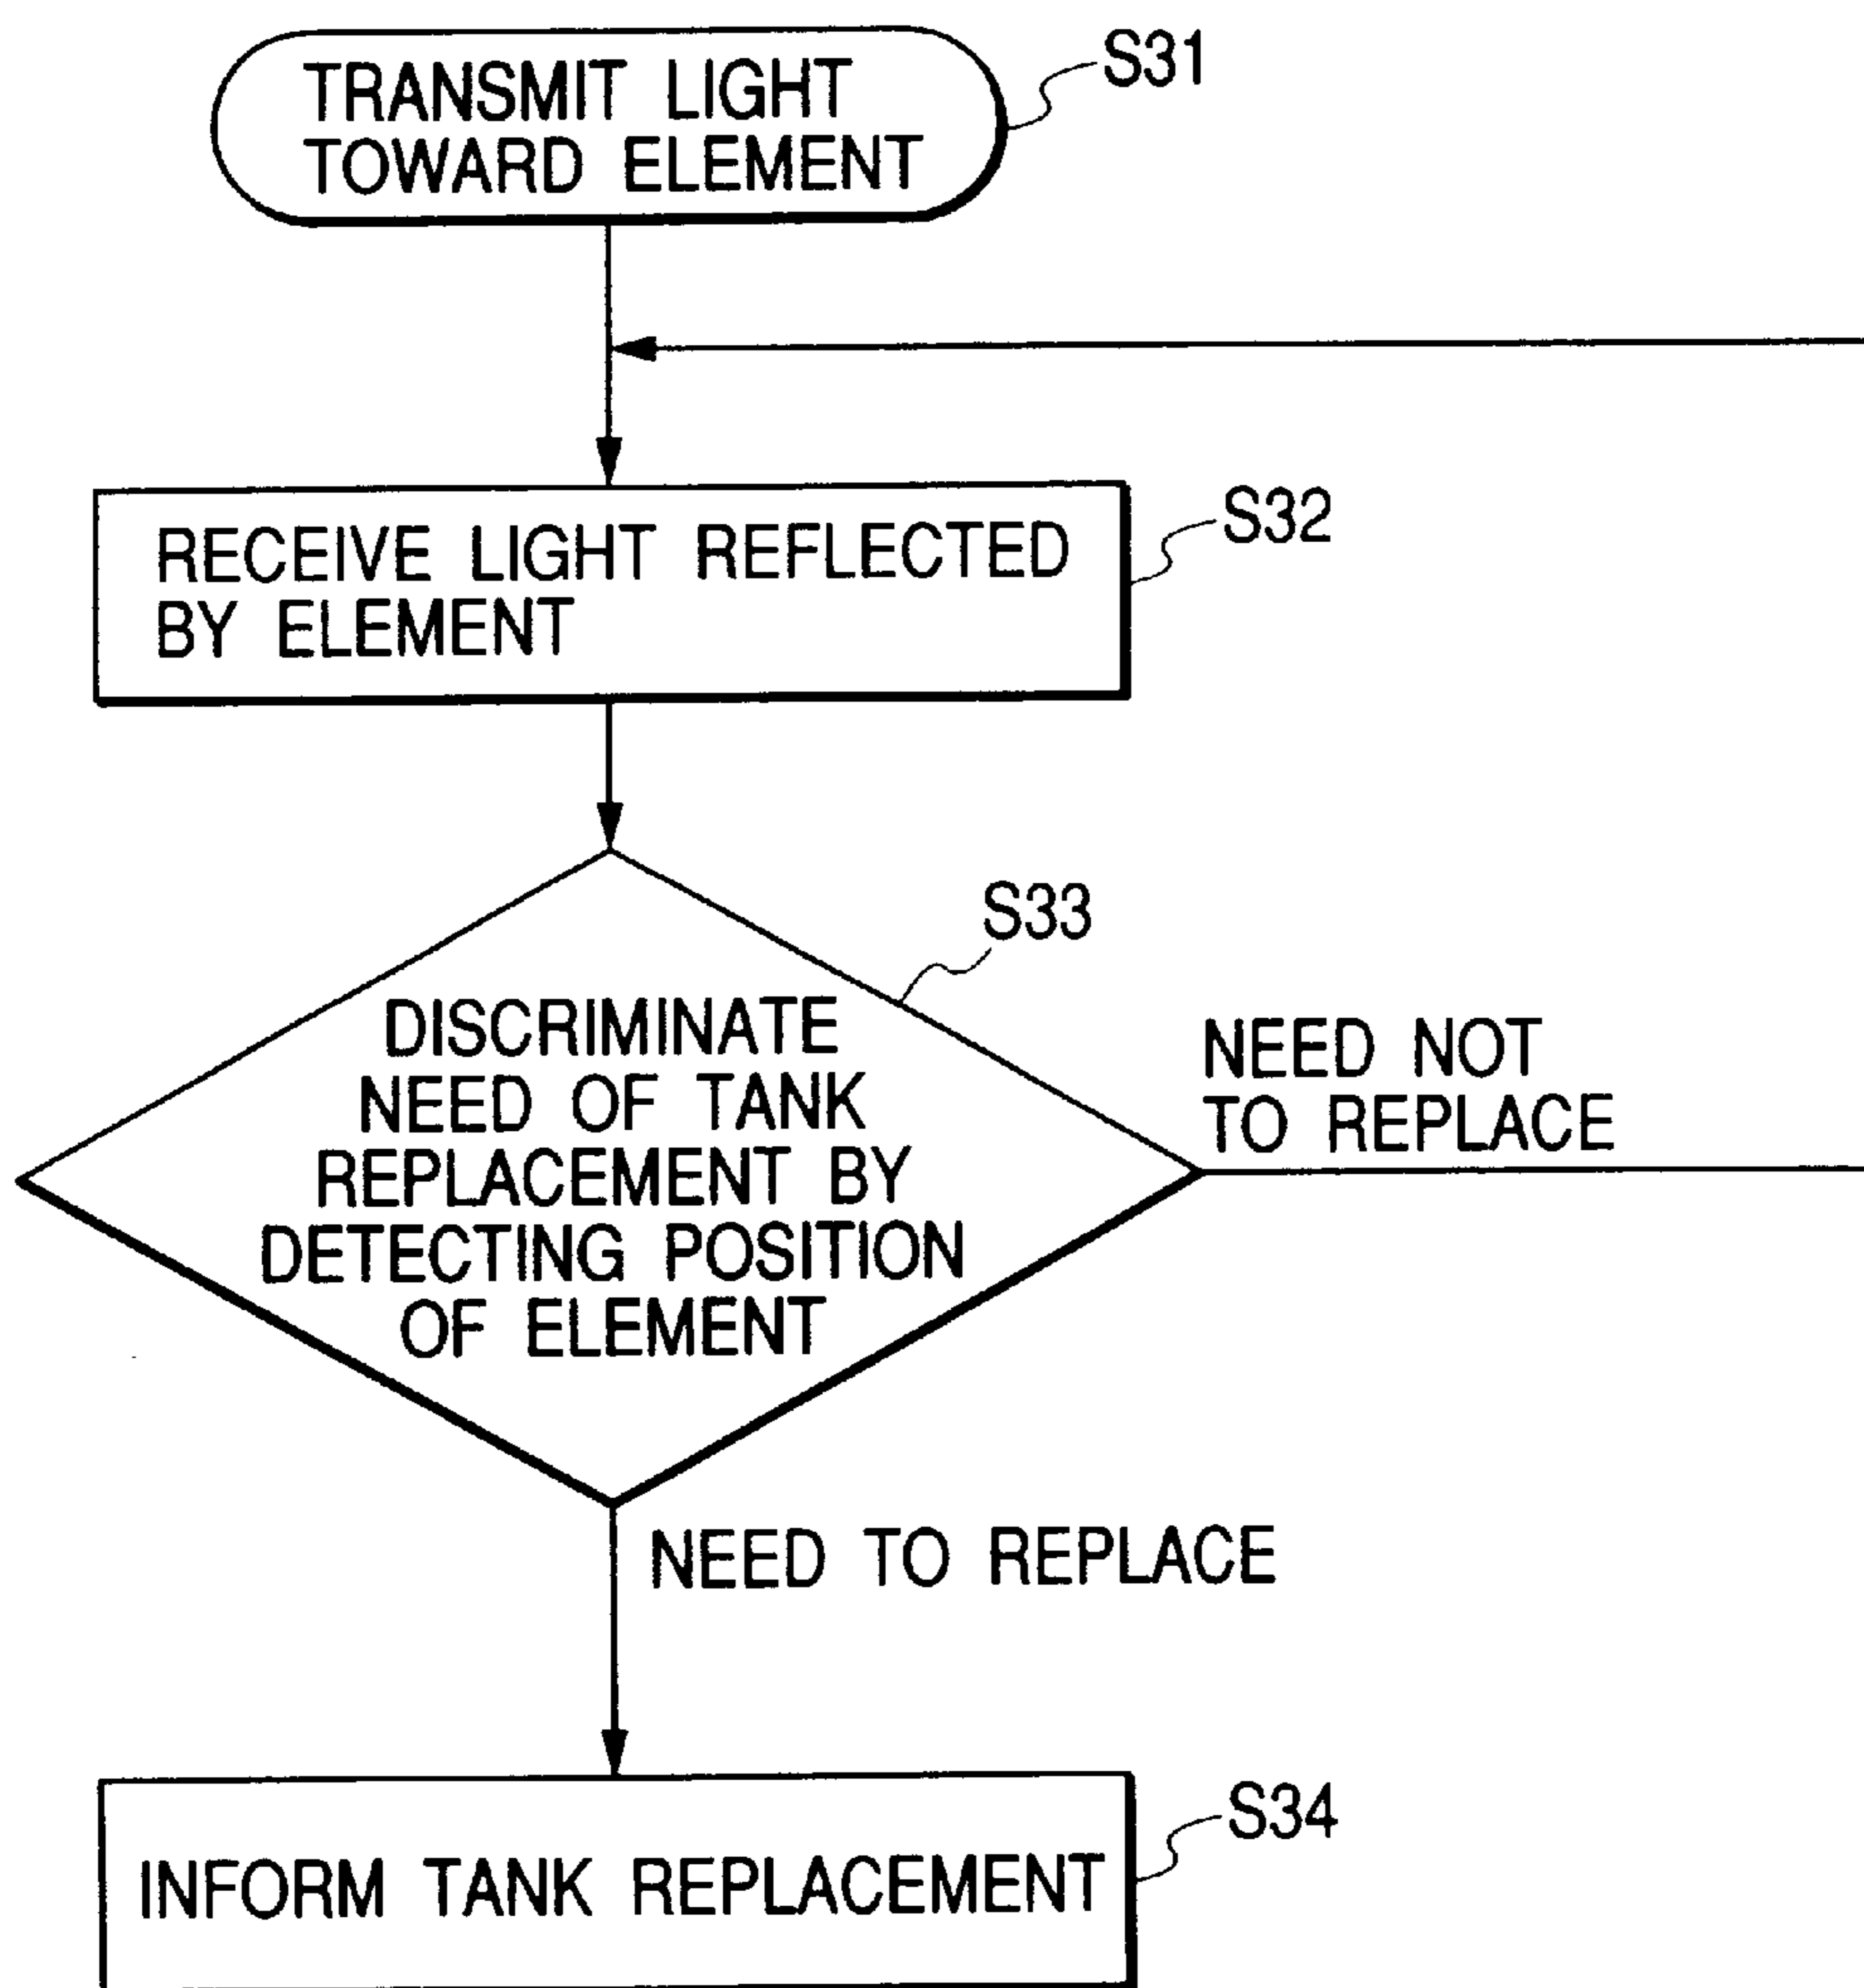 TRANSMIT LIGHT
TOWARD ELEMENT
S31
RECEIVE LIGHT REFLECTED
BY ELEMENT
S32
S33
DISCRIMINATE
NEED OF TANK
REPLACEMENT BY
DETECTING POSITION
OF ELEMENT
NEED NOT
TO REPLACE
NEED TO REPLACE
INFORM TANK REPLACEMENT
S34